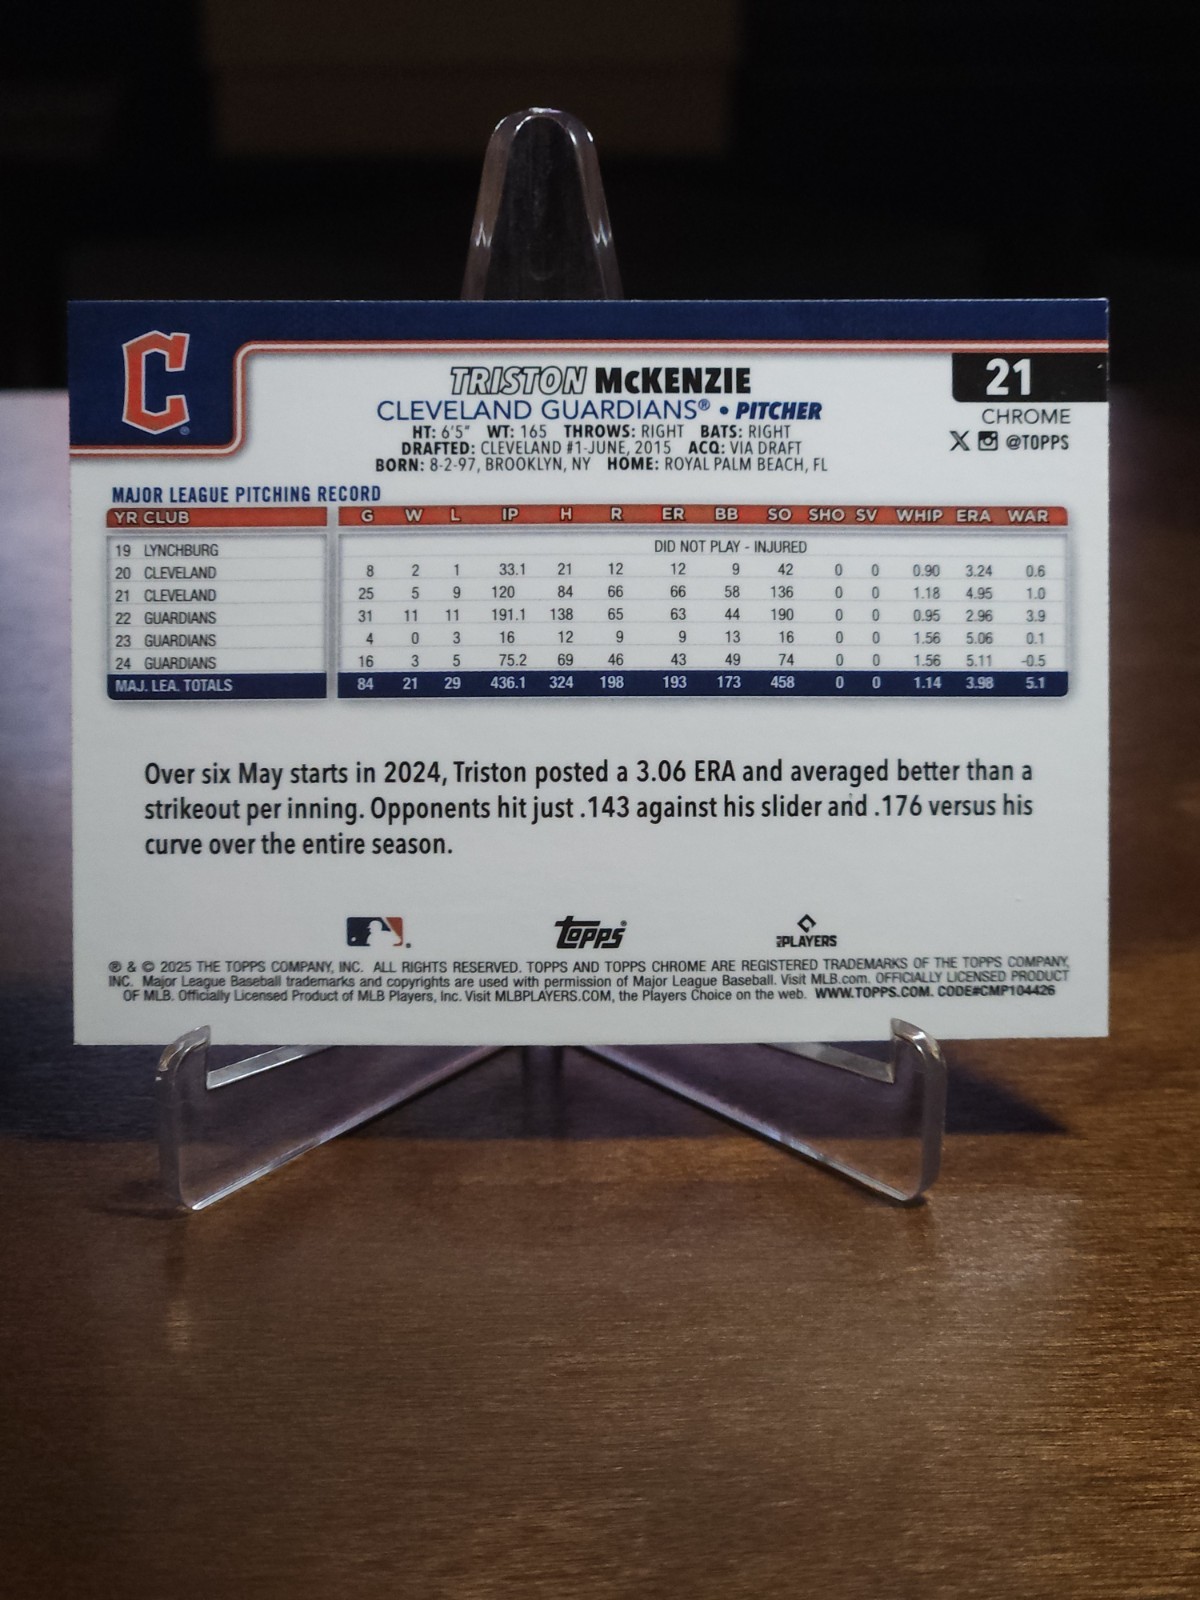 C
21
TRISTON McKENZIE
CLEVELAND GUARDIANS® • PITCHER
CHROME
HT: 6'5" WT: 165 THROWS: RIGHT BATS: RIGHT
X @TOPPS
DRAFTED: CLEVELAND #1-JUNE, 2015 ACQ: VIA DRAFT
BORN: 8-2-97, BROOKLYN, NY HOME: ROYAL PALM BEACH, FL
MAJOR LEAGUE PITCHING RECORD
YR CLUB G W L IP H R ER BB SO SHO SV WHIP ERA WAR
19 LYNCHBURG DID NOT PLAY - INJURED
20 CLEVELAND 8 2 1 33.1 21 12 12 9 42 0 0 0.90 3.24 0.6
21 CLEVELAND 25 5 9 120 84 66 66 58 136 0 0 1.18 4.95 1.0
22 GUARDIANS 31 11 11 191.1 138 65 63 44 190 0 0 0.95 2.96 3.9
23 GUARDIANS 4 0 3 16 12 9 9 13 16 0 0 1.56 5.06 0.1
24 GUARDIANS 16 3 5 75.2 69 46 43 49 74 0 0 1.56 5.11 -0.5
MAJ. LEA. TOTALS 84 21 29 436.1 324 198 193 173 458 0 0 1.14 3.98 5.1
Over six May starts in 2024, Triston posted a 3.06 ERA and averaged better than a
strikeout per inning. Opponents hit just .143 against his slider and .176 versus his
curve over the entire season.
Topps®
MLB PLAYERS
® & © 2025 THE TOPPS COMPANY, INC. ALL RIGHTS RESERVED. TOPPS AND TOPPS CHROME ARE REGISTERED TRADEMARKS OF THE TOPPS COMPANY,
INC. Major League Baseball trademarks and copyrights are used with permission of Major League Baseball. Visit MLB.com. OFFICIALLY LICENSED PRODUCT
OF MLB. Officially Licensed Product of MLB Players, Inc. Visit MLBPLAYERS.COM, the Players Choice on the web. WWW.TOPPS.COM. CODE#CMP104426